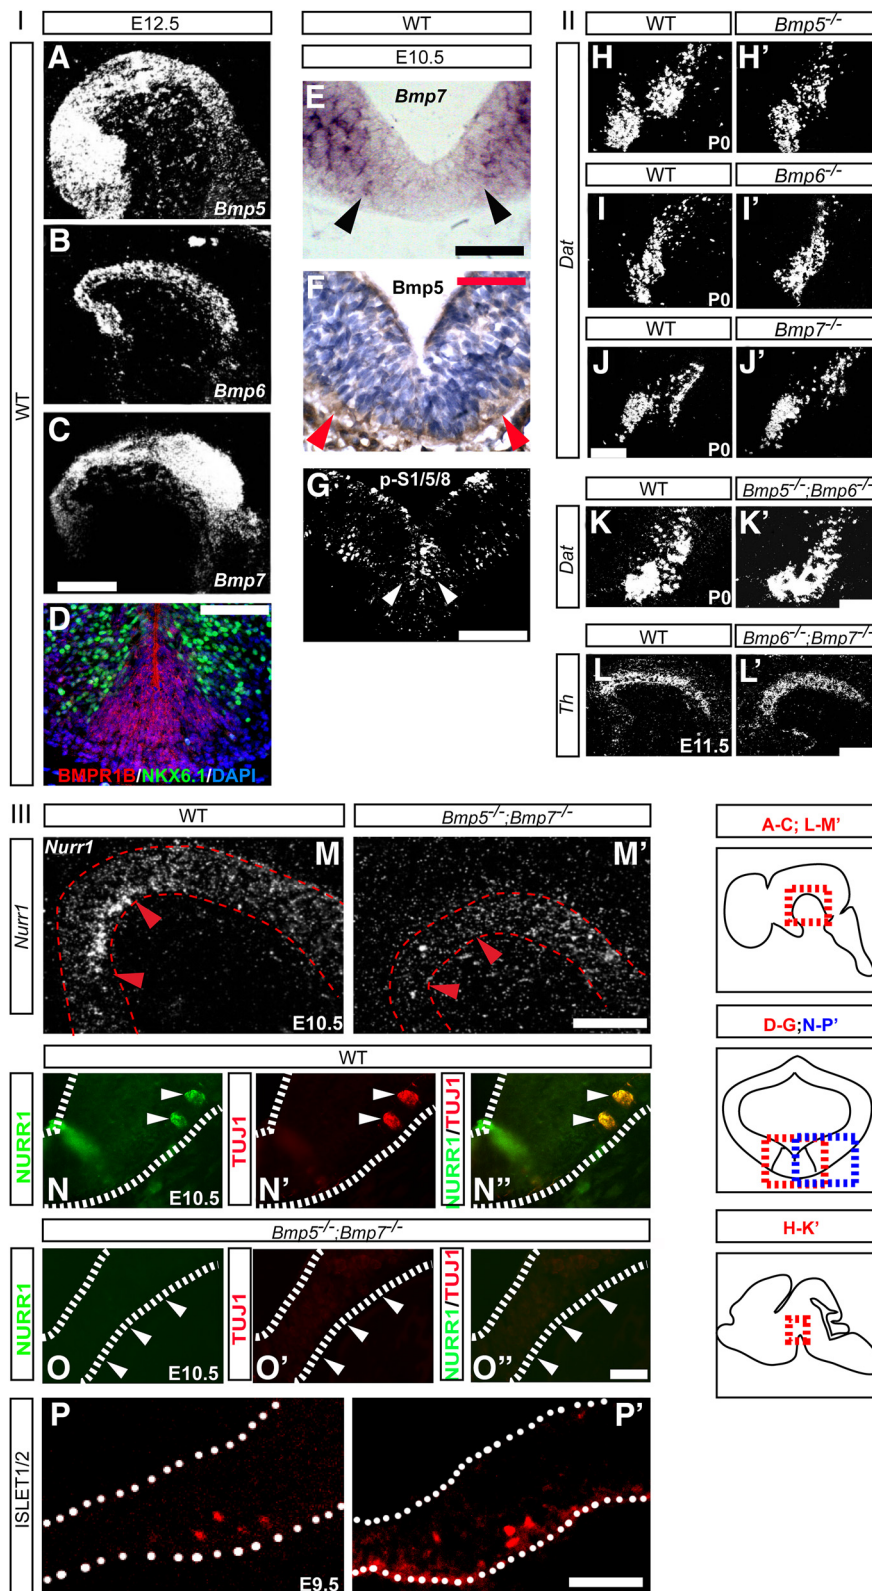 I
E12.5
WT
A
Bmp5
B
Bmp6
C
Bmp7
D
BMPR1B/NKX6.1/DAPI
WT
E10.5
E
Bmp7
F
Bmp5
G
p-S1/5/8
II
WT
Bmp5-/-
Dat
H
P0
H'
WT
Bmp6-/-
I
P0
I'
WT
Bmp7-/-
J
P0
J'
WT
Bmp5-/-;Bmp6-/-
Dat
K
P0
K'
WT
Bmp6-/-;Bmp7-/-
Th
L
E11.5
L'
III
WT
Bmp5-/-;Bmp7-/-
Nurr1
Nurr1
M
E10.5
M'
WT
NURR1
N
E10.5
TUJ1
N'
NURR1/TUJ1
N''
Bmp5-/-;Bmp7-/-
NURR1
O
E10.5
TUJ1
O'
NURR1/TUJ1
O''
ISLET1/2
P
E9.5
P'
A-C; L-M'
D-G;N-P'
H-K'